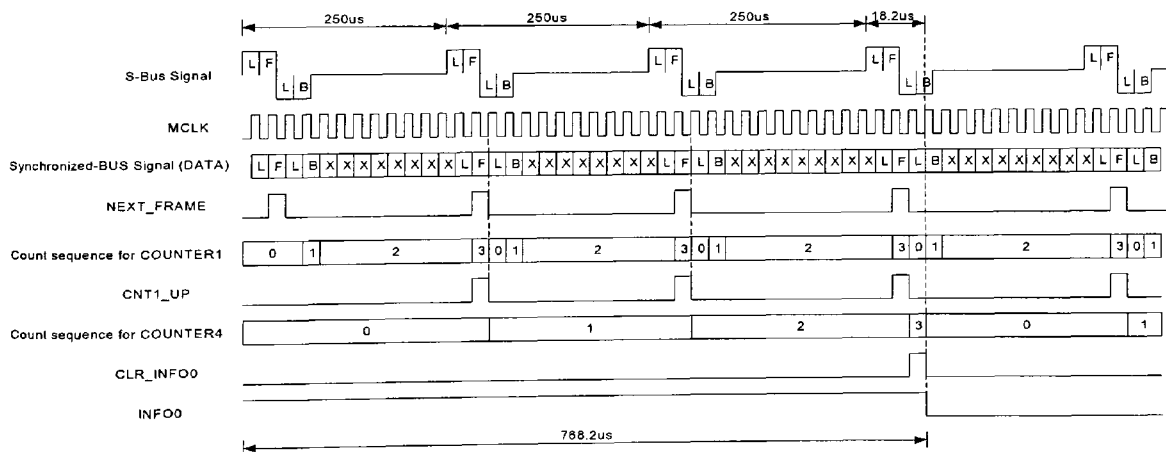 250us 250us 250us 18.2us
S-Bus Signal L F L B L F L B L F L B L F L B L F L B
MCLK
Synchronized-BUS Signal (DATA) L F L B X X X X X X X X L F L B X X X X X X X X L F L B X X X X X X X X X L F L B X X X X X X X X X L F L B
NEXT_FRAME
Count sequence for COUNTER1 0 1 2 3 0 1 2 3 0 1 2 3 0 1 2 3 0 1
CNT1_UP
Count sequence for COUNTER4 0 1 2 3 0 1
CLR_INFO0
INFO0
768.2us